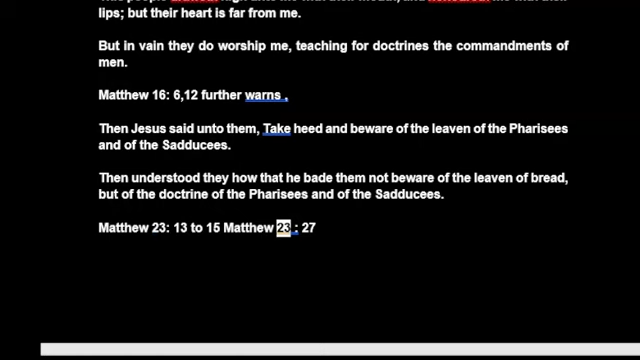 lips; but their heart is far from me.
But in vain they do worship me, teaching for doctrines the commandments of
men.
Matthew 16: 6,12 further warns ,
Then Jesus said unto them, Take heed and beware of the leaven of the Pharisees
and of the Sadducees.
Then understood they how that he bade them not beware of the leaven of bread,
but of the doctrine of the Pharisees and of the Sadducees.
Matthew 23: 13 to 15 Matthew 23 : 27